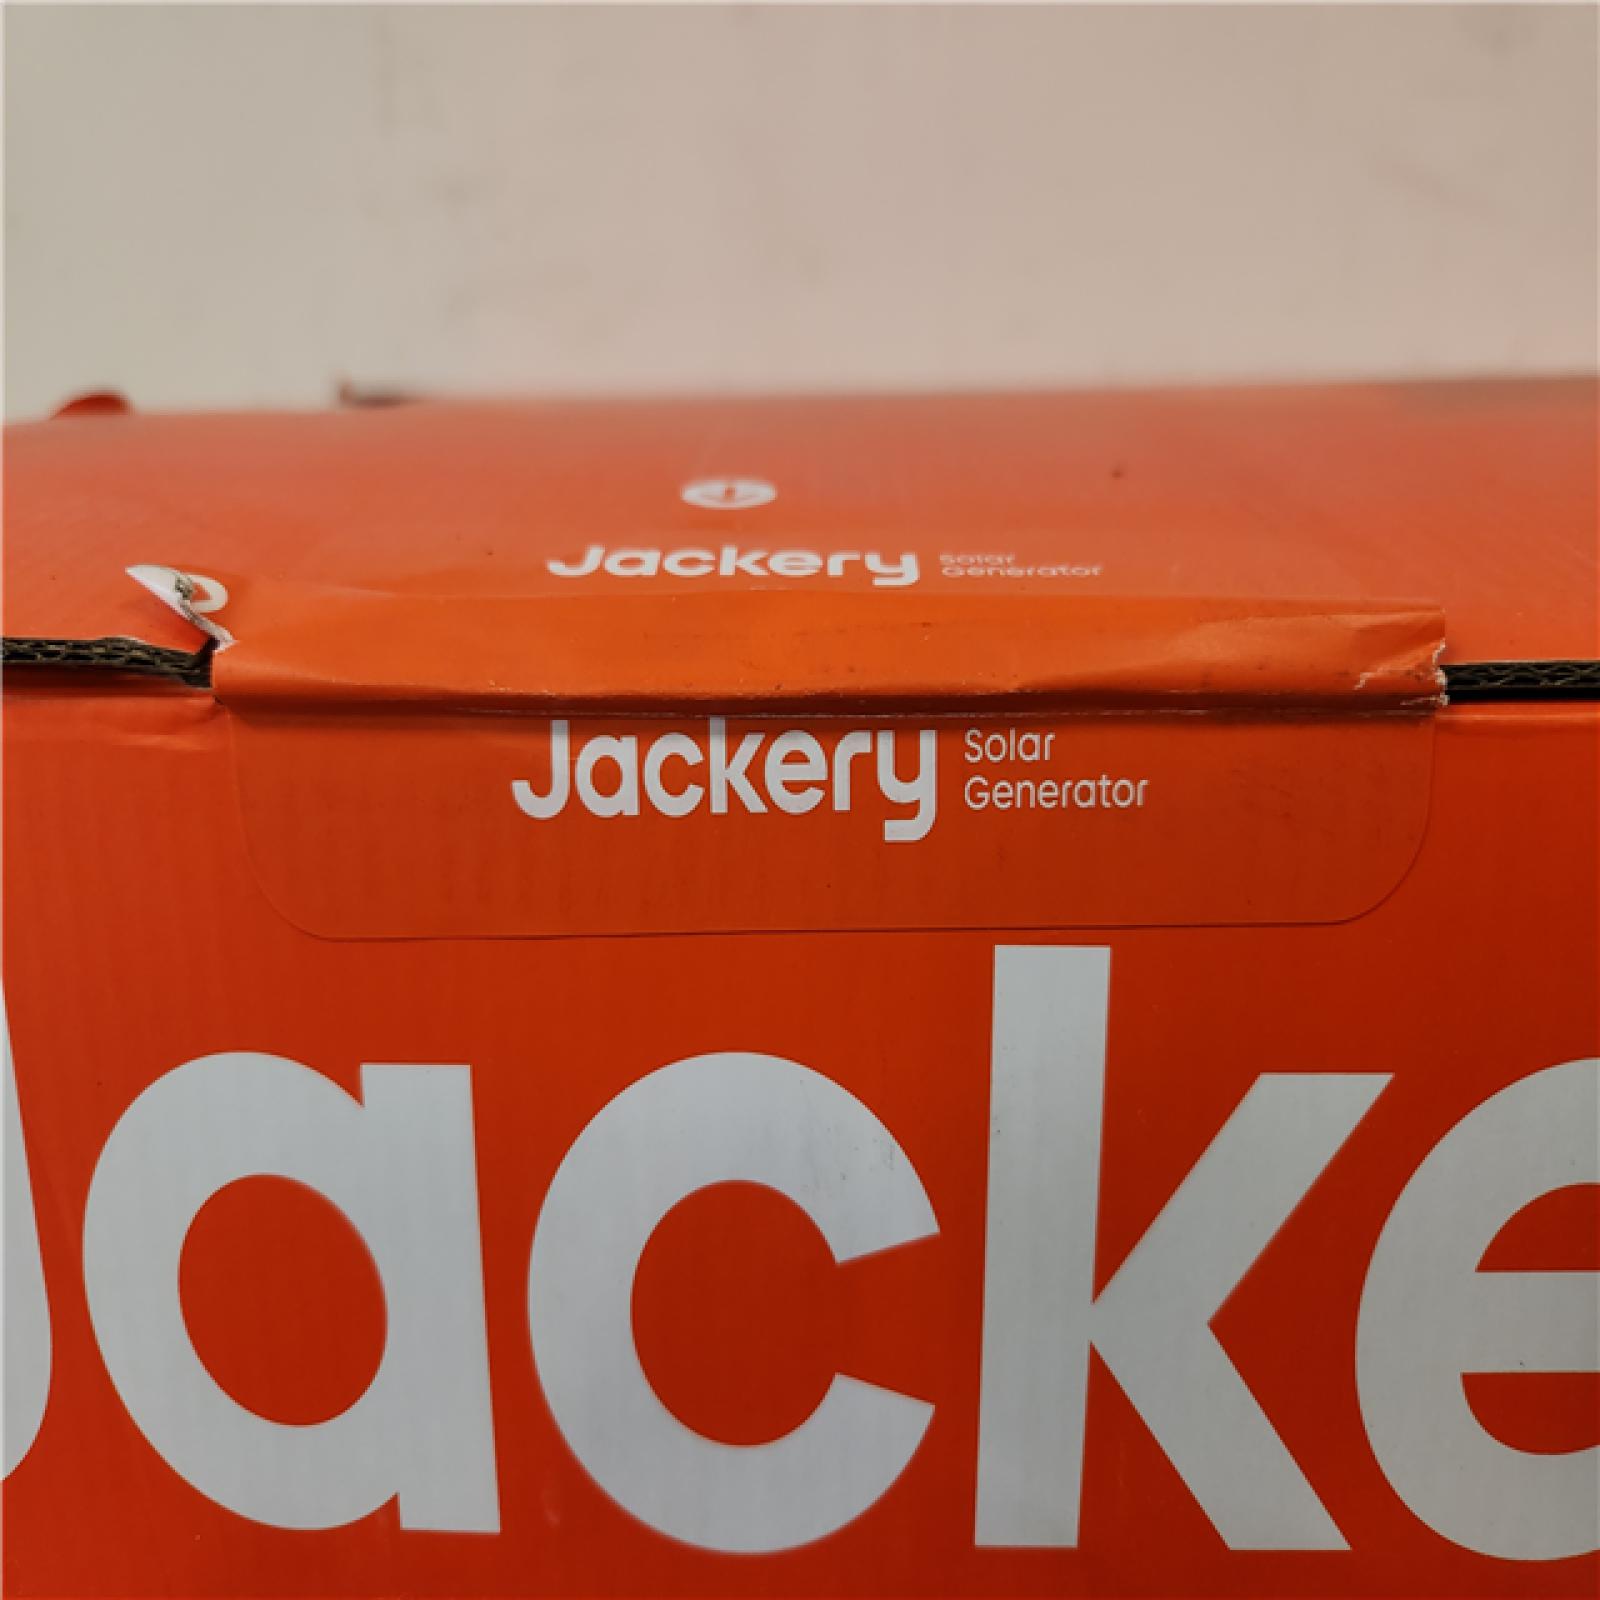 Jackery Solar
Generator
Jackery Solar
Generator
Jacke